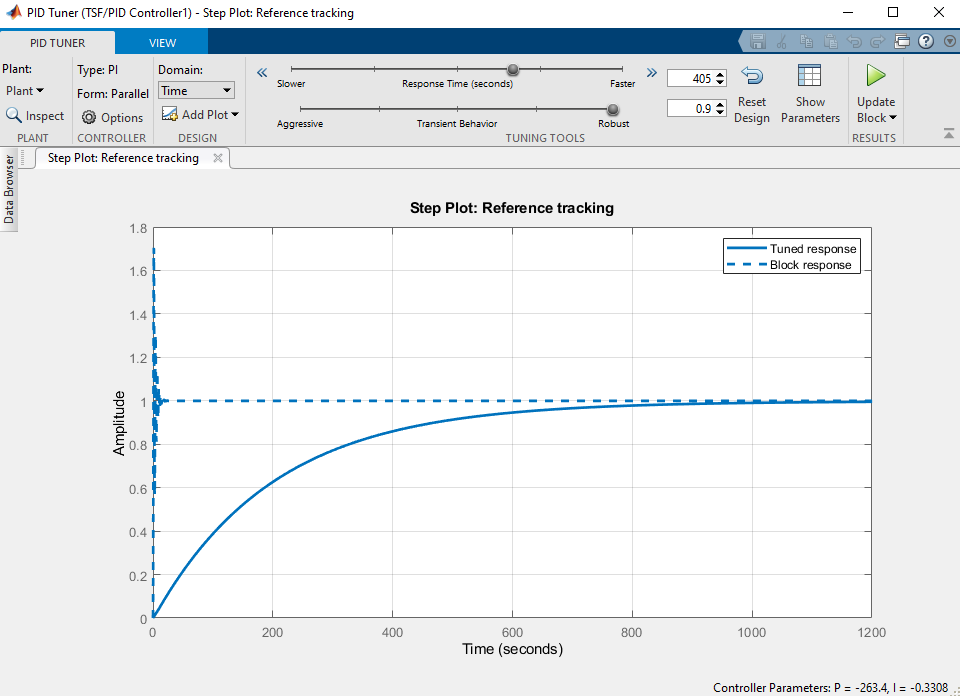 PID Tuner (TSF/PID Controller1) - Step Plot: Reference tracking
PID TUNER
VIEW
Plant:
Plant
Inspect
PLANT
Type: PI
Form: Parallel
Options
CONTROLLER
Domain:
Time
Add Plot
DESIGN
Slower
Response Time (seconds)
Faster
405
Aggressive
Transient Behavior
Robust
0.9
TUNING TOOLS
Reset
Design
Show
Parameters
Update
Block
RESULTS
Data Browser
Step Plot: Reference tracking
Step Plot: Reference tracking
Tuned response
Block response
Amplitude
1.8
1.6
1.4
1.2
1
0.8
0.6
0.4
0.2
0
0 200 400 600 800 1000 1200
Time (seconds)
Controller Parameters: P = -263.4, I = -0.3308